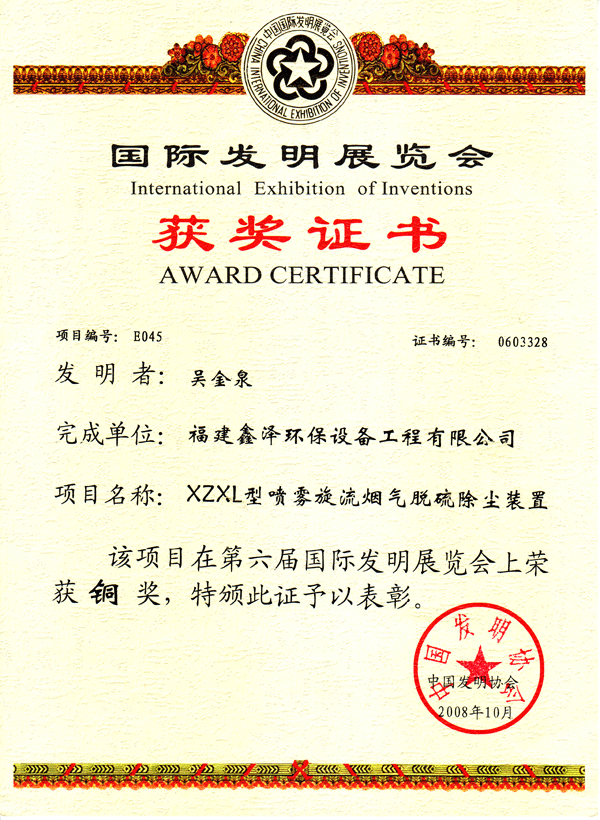 中国国际发明展览会
CHINA INTERNATIONAL EXHIBITION OF INVENTIONS
国际发明展览会
International Exhibition of Inventions
获奖证书
AWARD CERTIFICATE
项目编号: E045
证书编号: 0603328
发明者: 吴金泉
完成单位: 福建鑫泽环保设备工程有限公司
项目名称: XZXL型喷雾旋流烟气脱硫除尘装置
该项目在第六届国际发明展览会上荣
获 铜 奖，特颁此证予以表彰。
中国发明协会
中国发明协会
2008年10月